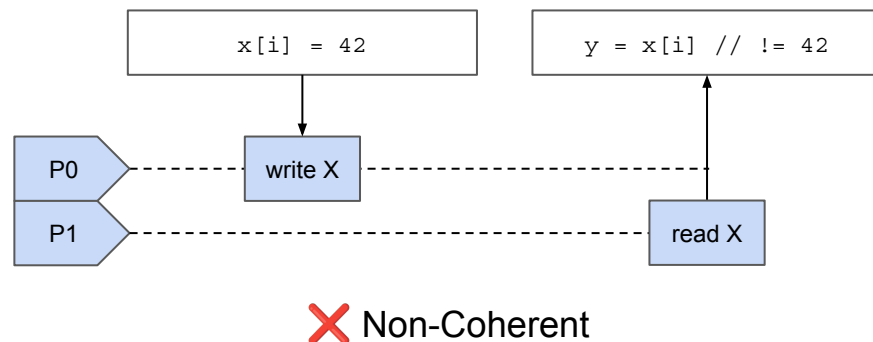 x[i] = 42
y = x[i] // != 42
P0
write X
P1
read X
❌ Non-Coherent